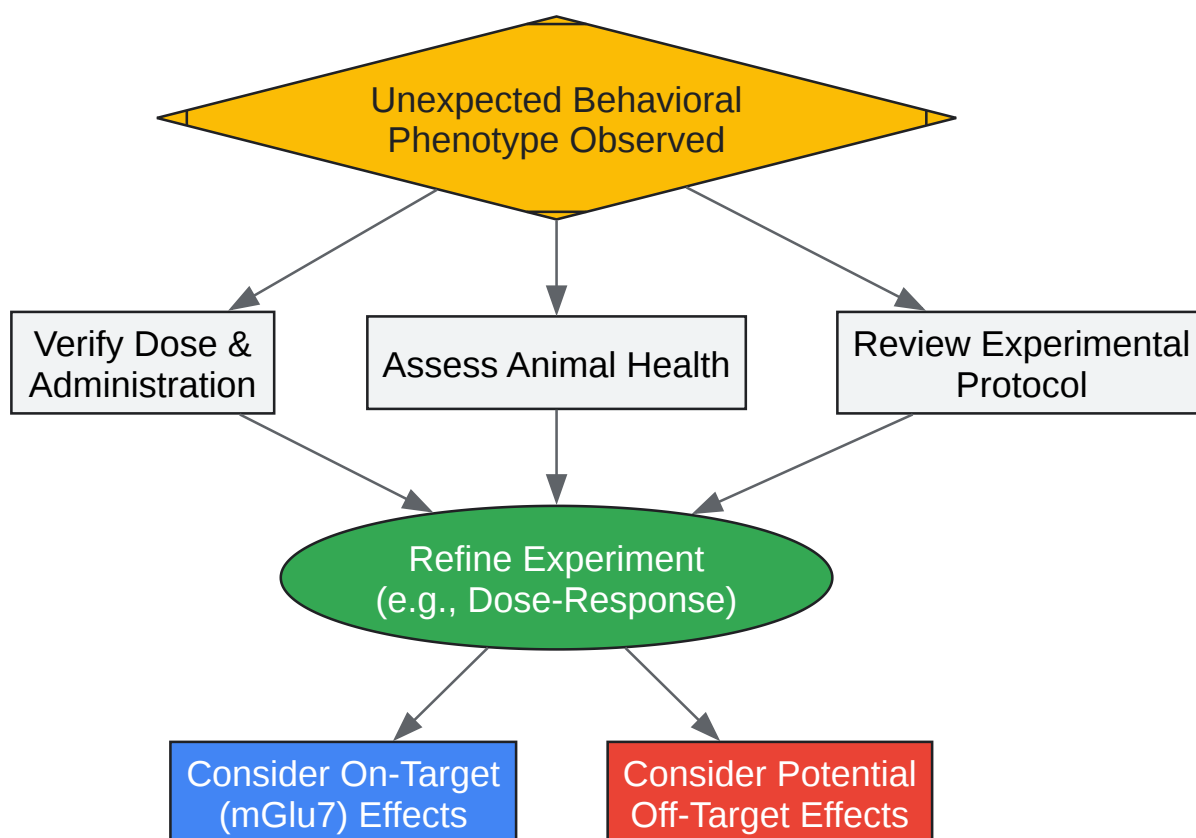 Unexpected Behavioral
Phenotype Observed
Verify Dose &
Administration
Assess Animal Health
Review Experimental
Protocol
Refine Experiment
(e.g., Dose-Response)
Consider On-Target
(mGlu7) Effects
Consider Potential
Off-Target Effects